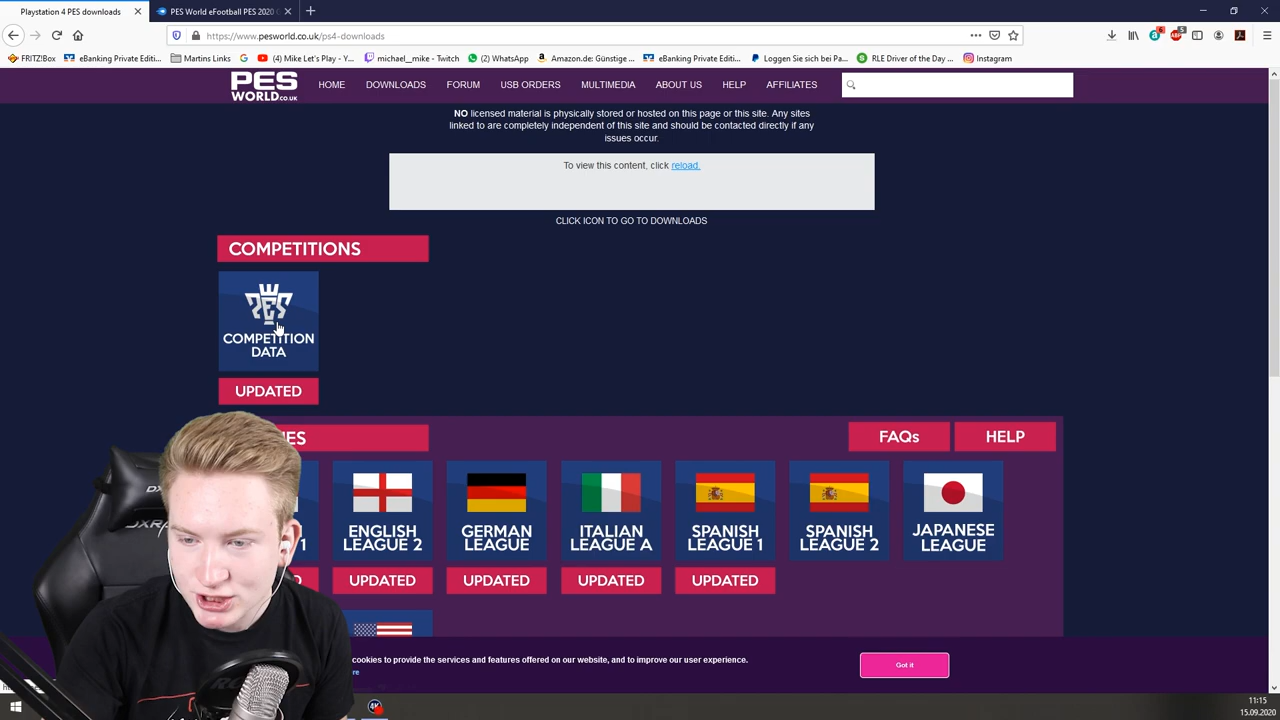 Playstation 4 PES downloads
PES World eFootball PES 2020
https://www.pesworld.co.uk/ps4-downloads
FRITZ!Box
eBanking Private Edi...
Martins Links
(4) Mike Let's Play - Y...
michael__mike - Twitch
(2) WhatsApp
Amazon.de: Günstige ...
eBanking Private Editi...
Loggen Sie sich bei Pa...
RLE Driver of the Day ...
Instagram
PES
WORLD.CO.UK
HOME
DOWNLOADS
FORUM
USB ORDERS
MULTIMEDIA
ABOUT US
HELP
AFFILIATES
NO licensed material is physically stored or hosted on this page or this site. Any sites
linked to are completely independent of this site and should be contacted directly if any
issues occur.
To view this content, click reload.
CLICK ICON TO GO TO DOWNLOADS
COMPETITIONS
PES
COMPETITION
DATA
UPDATED
FAQs
HELP
ENGLISH
LEAGUE 2
GERMAN
LEAGUE
ITALIAN
LEAGUE A
SPANISH
LEAGUE 1
SPANISH
LEAGUE 2
JAPANESE
LEAGUE
UPDATED
UPDATED
UPDATED
UPDATED
cookies to provide the services and features offered on our website, and to improve our user experience.
Got it
11:15
15.09.2020